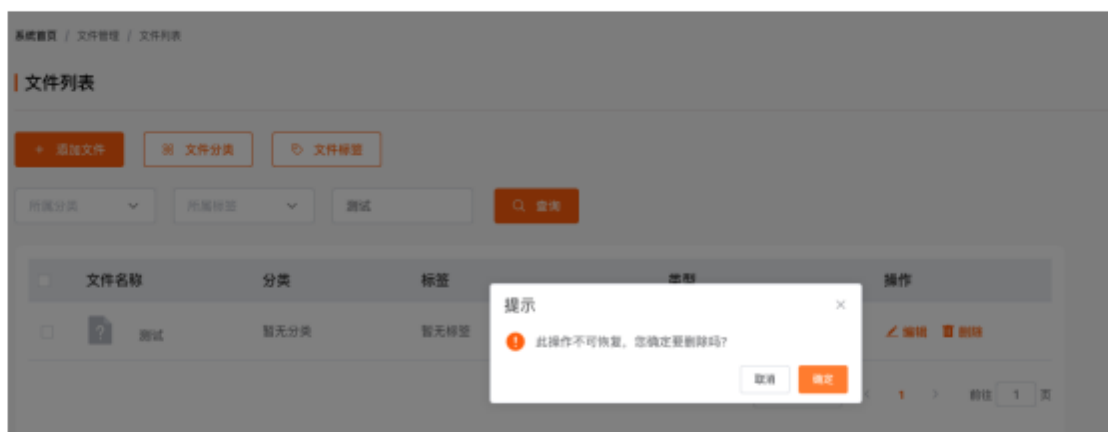 系统首页 / 文件管理 / 文件列表
文件列表
+ 添加文件 文件分类 文件标签
所属分类 所属标签 测试 查询
文件名称 分类 标签 类型 操作
? 测试 暂无分类 暂无标签 编辑 删除
提示 ×
! 此操作不可恢复，您确定要删除吗?
取消 确定
< 1 > 前往 1 页